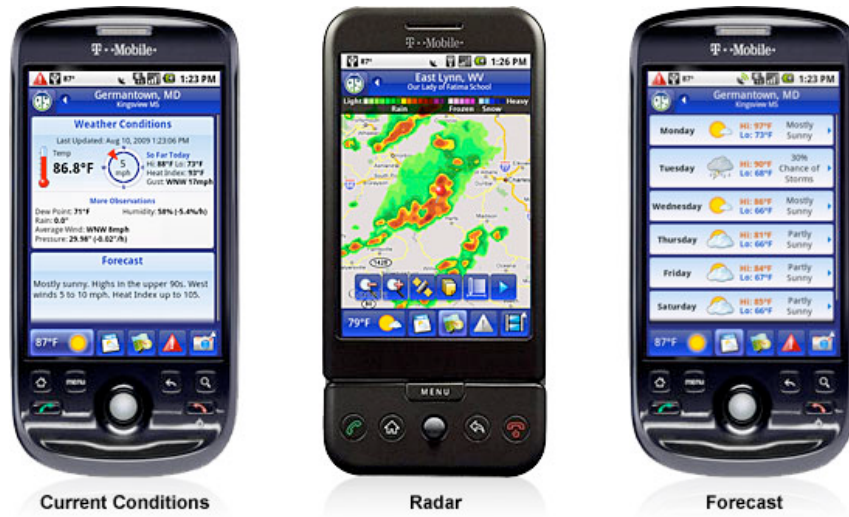 T··Mobile·
87°
1:23 PM
Germantown, MD
Kingsview MS
Weather Conditions
Last Updated: Aug 10, 2009 1:23:06 PM
Temp
86.8°F
5
mph
So Far Today
Hi: 88°F Lo: 73°F
Heat Index: 93°F
Gust: WNW 17mph
More Observations
Dew Point: 71°F Humidity: 58% (-5.4%/h)
Rain: 0.0"
Average Wind: WNW 8mph
Pressure: 29.98" (-0.02"/h)
Forecast
Mostly sunny. Highs in the upper 90s. West
winds 5 to 10 mph. Heat Index up to 105.
87°F
MENU
Current Conditions
T··Mobile·
87°
1:26 PM
East Lynn, WV
Our Lady of Fatima School
Light Heavy
Rain Frozen Snow
79°F
MENU
Radar
T··Mobile·
87°
1:23 PM
Germantown, MD
Kingsview MS
Monday Hi: 97°F Lo: 73°F Mostly Sunny
Tuesday Hi: 90°F Lo: 68°F 30% Chance of Storms
Wednesday Hi: 86°F Lo: 66°F Mostly Sunny
Thursday Hi: 81°F Lo: 66°F Partly Sunny
Friday Hi: 84°F Lo: 67°F Partly Sunny
Saturday Hi: 85°F Lo: 66°F Partly Sunny
87°F
MENU
Forecast